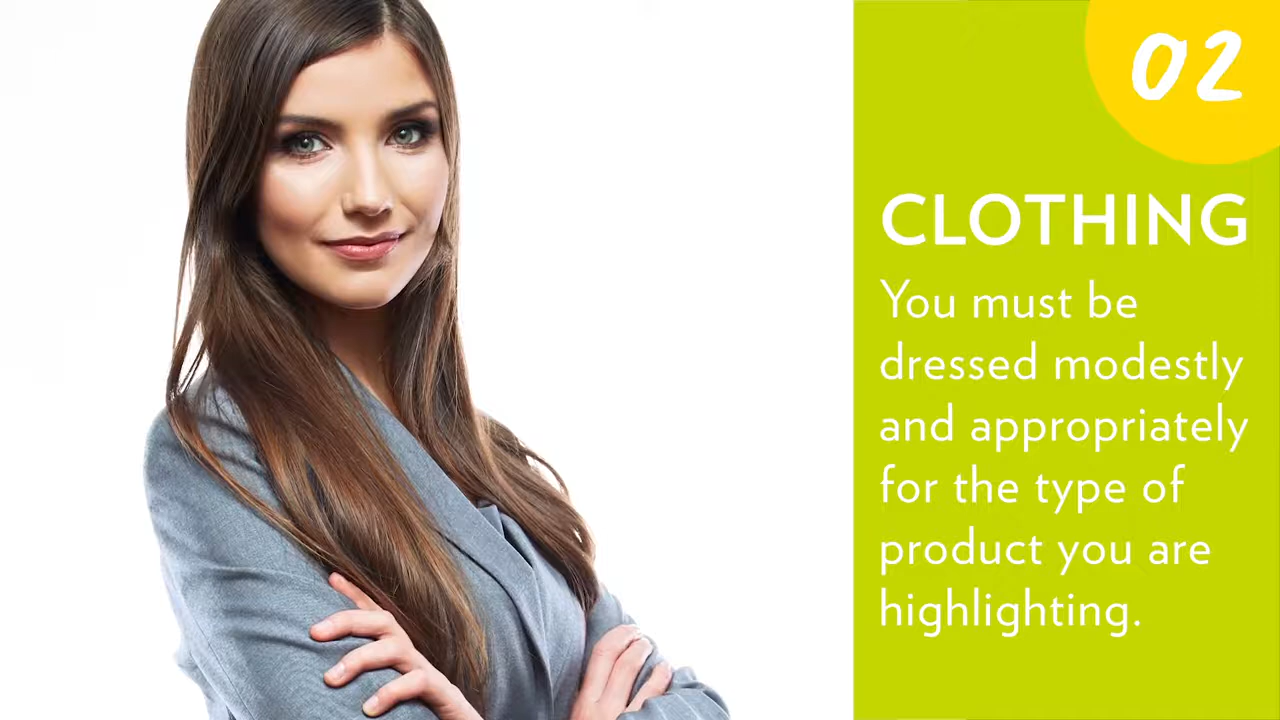 02
CLOTHING
You must be
dressed modestly
and appropriately
for the type of
product you are
highlighting.